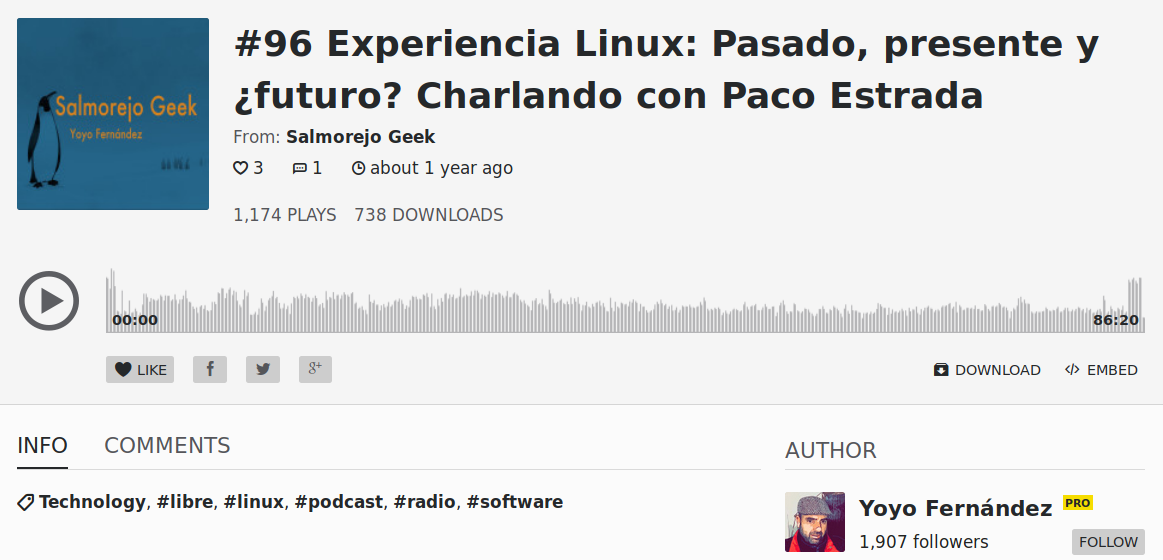 Salmorejo Geek
Yoyo Fernández
#96 Experiencia Linux: Pasado, presente y
¿futuro? Charlando con Paco Estrada
From: Salmorejo Geek
3 1 about 1 year ago
1,174 PLAYS 738 DOWNLOADS
00:00 86:20
LIKE f g+ DOWNLOAD </> EMBED
INFO COMMENTS
Technology, #libre, #linux, #podcast, #radio, #software
AUTHOR
Yoyo Fernández PRO
1,907 followers FOLLOW